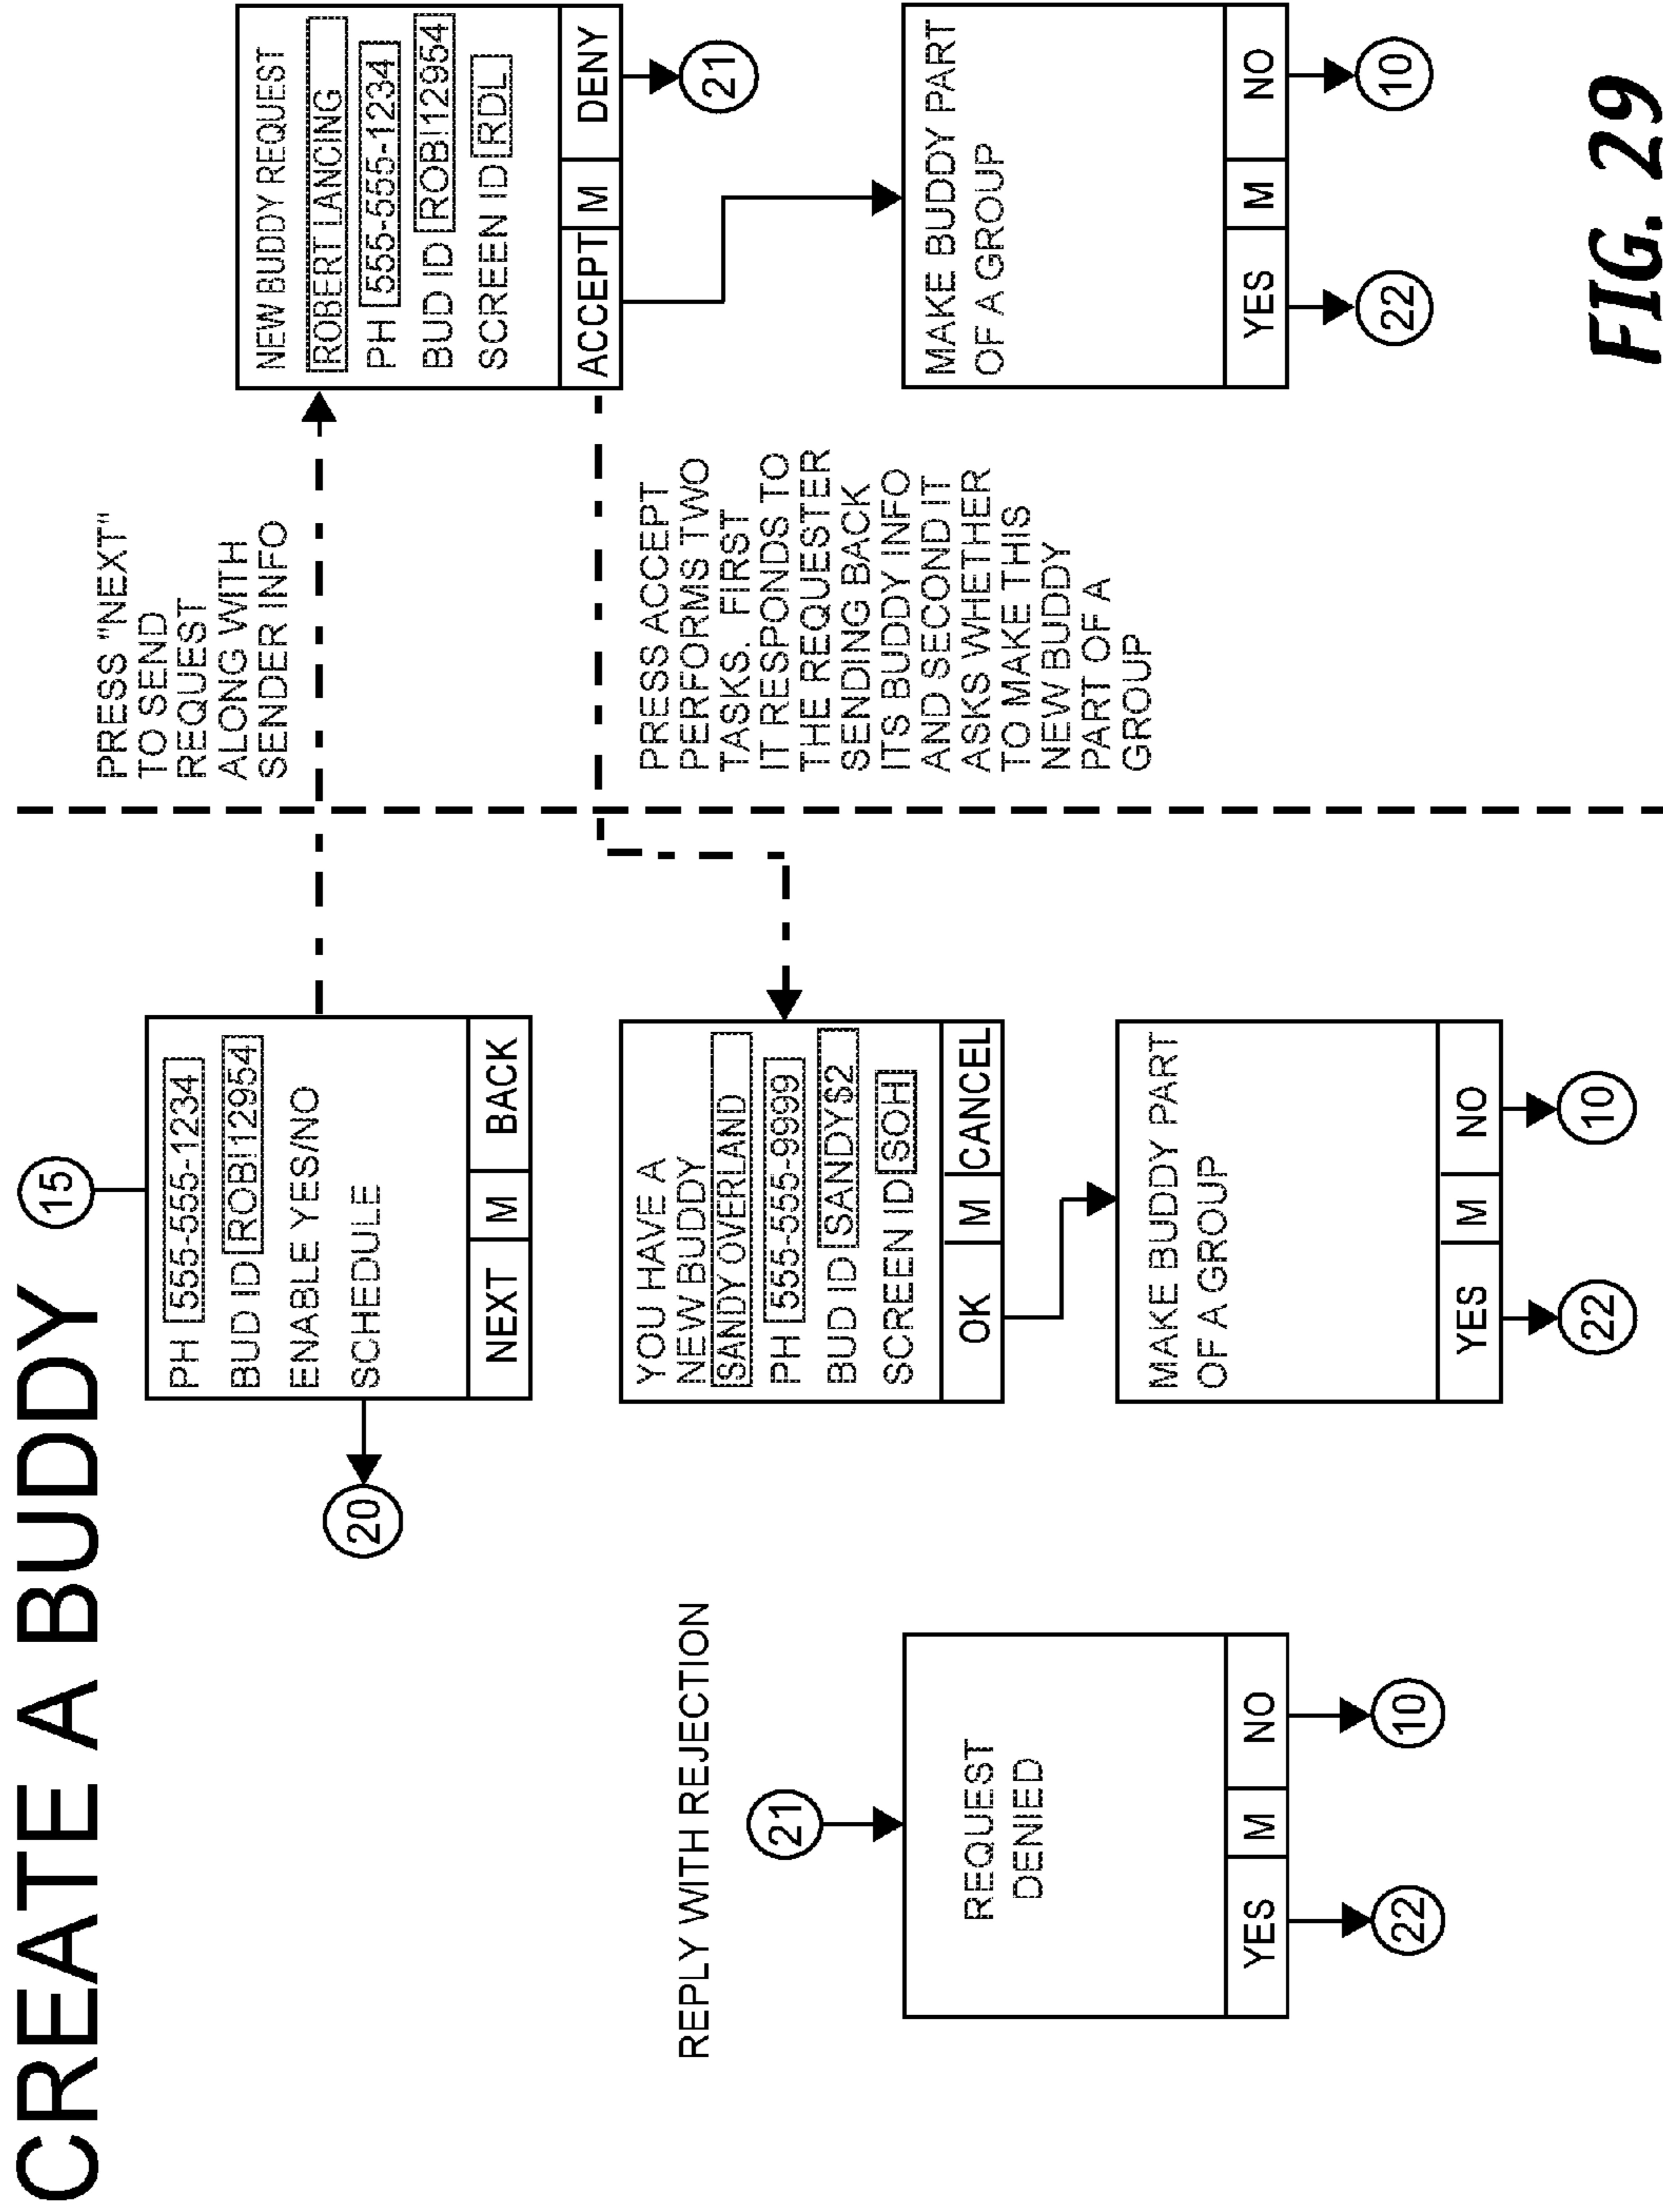 CREATE A BUDDY
15
PH 555-555-1234
BUD ID ROB!12954
ENABLE YES/NO
SCHEDULE
NEXT M BACK
20
PRESS "NEXT"
TO SEND
REQUEST
ALONG WITH
SENDER INFO
NEW BUDDY REQUEST
ROBERT LANCING
PH 555-555-1234
BUD ID ROB!12954
SCREEN ID RDL
ACCEPT M DENY
21
PRESS ACCEPT
PERFORMS TWO
TASKS. FIRST
IT RESPONDS TO
THE REQUESTER
SENDING BACK
ITS BUDDY INFO
AND SECOND IT
ASKS WHETHER
TO MAKE THIS
NEW BUDDY
PART OF A
GROUP
YOU HAVE A
NEW BUDDY
SANDY OVERLAND
PH 555-555-9999
BUD ID SANDY$2
SCREEN ID SOH
OK M CANCEL
MAKE BUDDY PART
OF A GROUP
YES M NO
22 10
MAKE BUDDY PART
OF A GROUP
YES M NO
22 10
REPLY WITH REJECTION
21
REQUEST
DENIED
YES M NO
22 10
FIG. 29